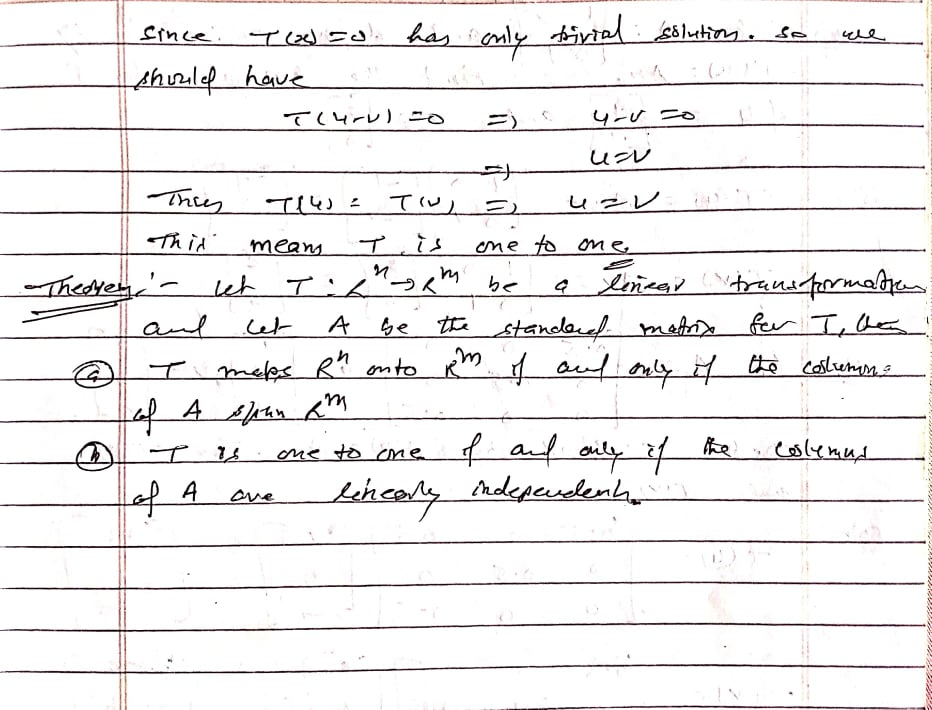 since T(x)=0 has only trivial solution. so we
should have
T(u-v)=0 => u-v=0
=> u=v
Thus T(u) = T(v) => u=v
This means T is one to one.
Theorem:- let T: R^n → R^m be a linear transformation
and let A be the standard matrix for T, then
(a) T maps R^n onto R^m if and only if the columns
of A span R^m
(b) T is one to one if and only if the columns
of A are linearly independent.